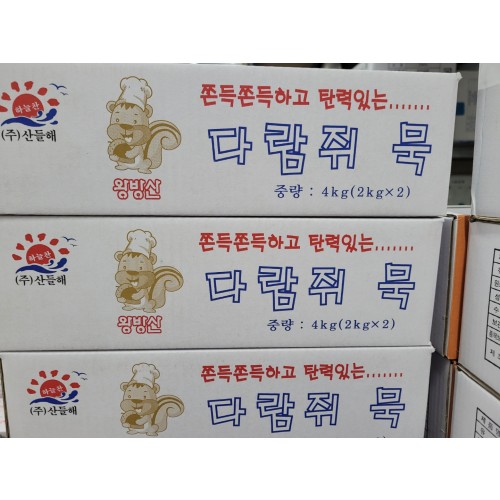 하늘찬
(주)산들해
왕방산
쫀득쫀득하고 탄력있는.......
다람쥐 묵
중량 : 4kg(2kg×2)
하늘찬
(주)산들해
왕방산
쫀득쫀득하고 탄력있는.......
다람쥐 묵
중량 : 4kg(2kg×2)
하늘찬
(주)산들해
왕방산
쫀득쫀득하고 탄력있는.......
다람쥐 묵